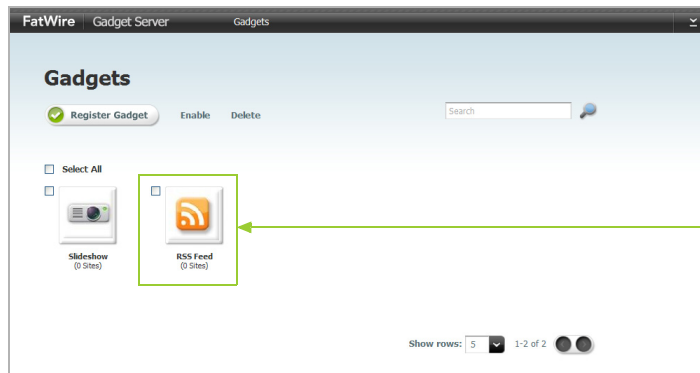 FatWire Gadget Server Gadgets
Gadgets
Register Gadget Enable Delete Search
Select All
Slideshow RSS Feed
(0 Sites) (0 Sites)
Show rows: 5 1-2 of 2